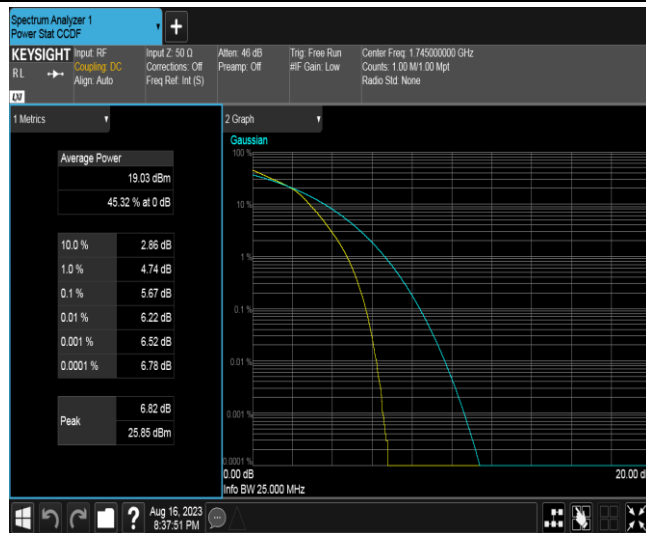 Spectrum Analyzer 1
Power Stat CCDF
+
KEYSIGHT
RL
Input: RF
Coupling: DC
Align: Auto
Input Z: 50 Ω
Corrections: Off
Freq Ref: Int (S)
Atten: 46 dB
Preamp: Off
Trig: Free Run
#IF Gain: Low
Center Freq: 1.745000000 GHz
Counts: 1.00 M/1.00 Mpt
Radio Std: None
LXI
1 Metrics
Average Power
19.03 dBm
45.32 % at 0 dB
10.0 % 2.86 dB
1.0 % 4.74 dB
0.1 % 5.67 dB
0.01 % 6.22 dB
0.001 % 6.52 dB
0.0001 % 6.78 dB
Peak
6.82 dB
25.85 dBm
2 Graph
Gaussian
100 %
10 %
1 %
0.1 %
0.01 %
0.001 %
0.0001 %
0.00 dB
20.00 d
Info BW 25.000 MHz
?
Aug 16, 2023
8:37:51 PM